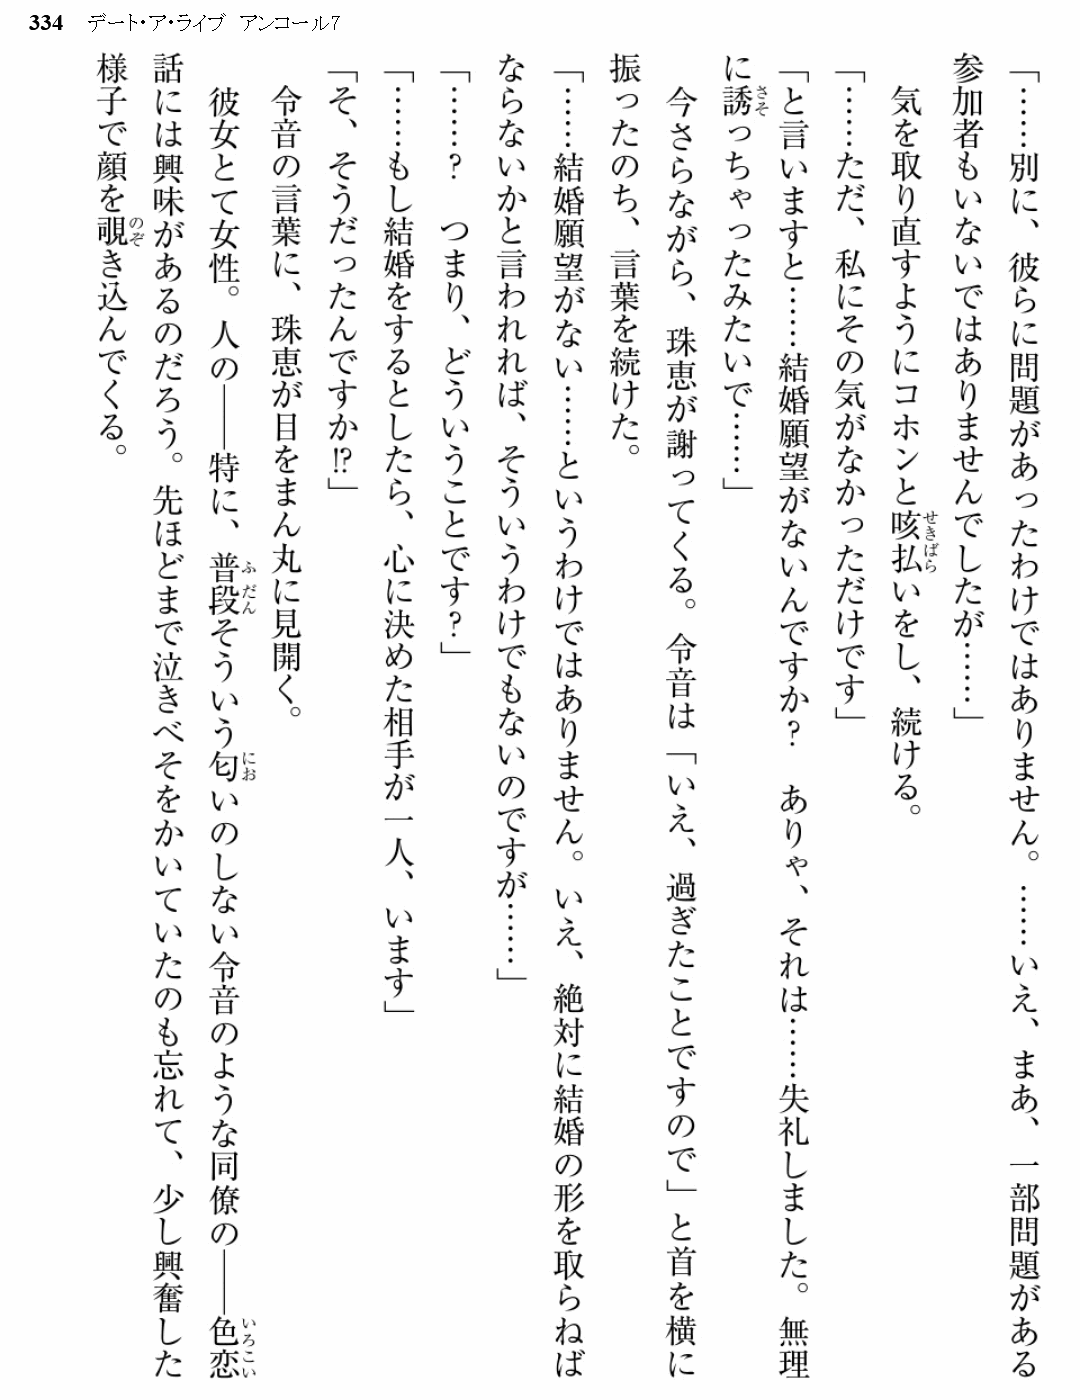 334 デート・ア・ライブ アンコール7
「……別に、彼らに問題があったわけではありません。……いえ、まあ、一部問題がある
参加者もいないではありませんでしたが……」
気を取り直すようにコホンと咳払いをし、続ける。
「……ただ、私にその気がなかっただけです」
「と言いますと……結婚願望がないんですか？　ありゃ、それは……失礼しました。無理
に誘っちゃったみたいで……」
今さらながら、珠恵が謝ってくる。令音は「いえ、過ぎたことですので」と首を横に
振ったのち、言葉を続けた。
「……結婚願望がない……というわけではありません。いえ、絶対に結婚の形を取らねば
ならないかと言われれば、そういうわけでもないのですが……」
「……？　つまり、どういうことです？」
「……もし結婚をするとしたら、心に決めた相手が一人、います」
「そ、そうだったんですか!?」
令音の言葉に、珠恵が目をまん丸に見開く。
彼女とて女性。人の――特に、普段そういう匂いのしない令音のような同僚の――色恋
話には興味があるのだろう。先ほどまで泣きべそをかいていたのも忘れて、少し興奮した
様子で顔を覗き込んでくる。